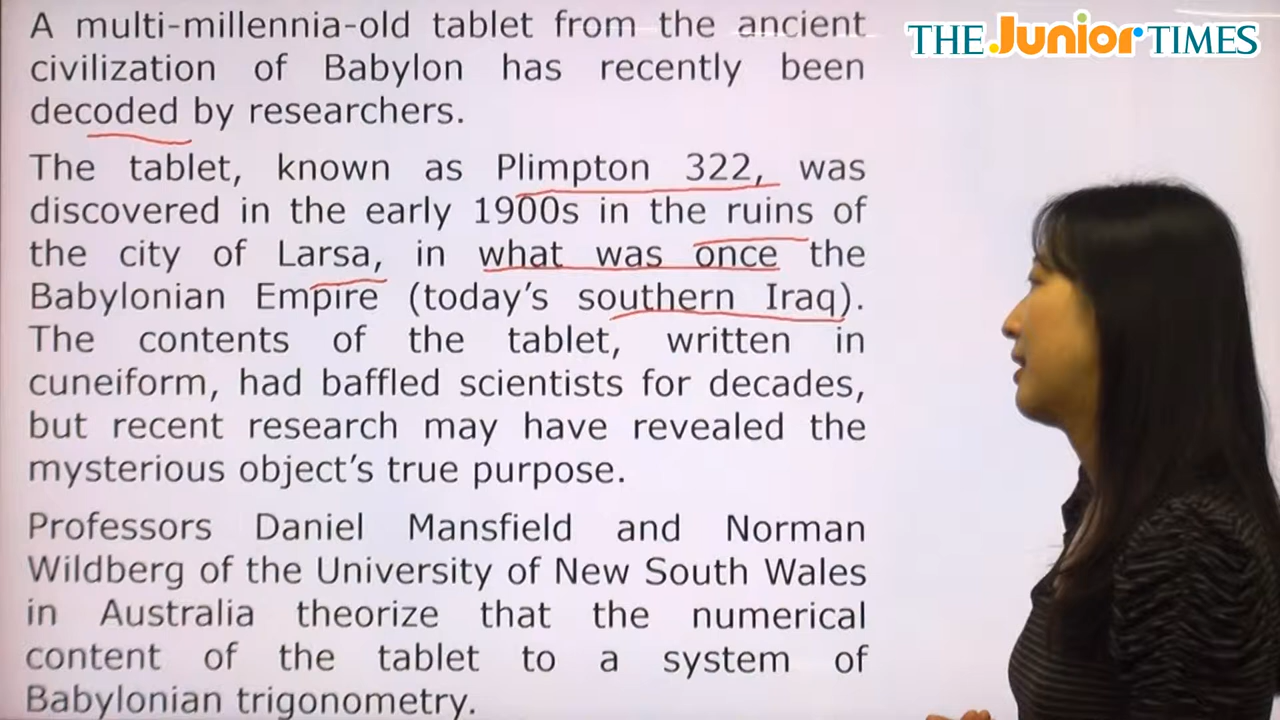 THE Junior TIMES
A multi-millennia-old tablet from the ancient
civilization of Babylon has recently been
decoded by researchers.
The tablet, known as Plimpton 322, was
discovered in the early 1900s in the ruins of
the city of Larsa, in what was once the
Babylonian Empire (today's southern Iraq).
The contents of the tablet, written in
cuneiform, had baffled scientists for decades,
but recent research may have revealed the
mysterious object's true purpose.
Professors Daniel Mansfield and Norman
Wildberg of the University of New South Wales
in Australia theorize that the numerical
content of the tablet to a system of
Babylonian trigonometry.